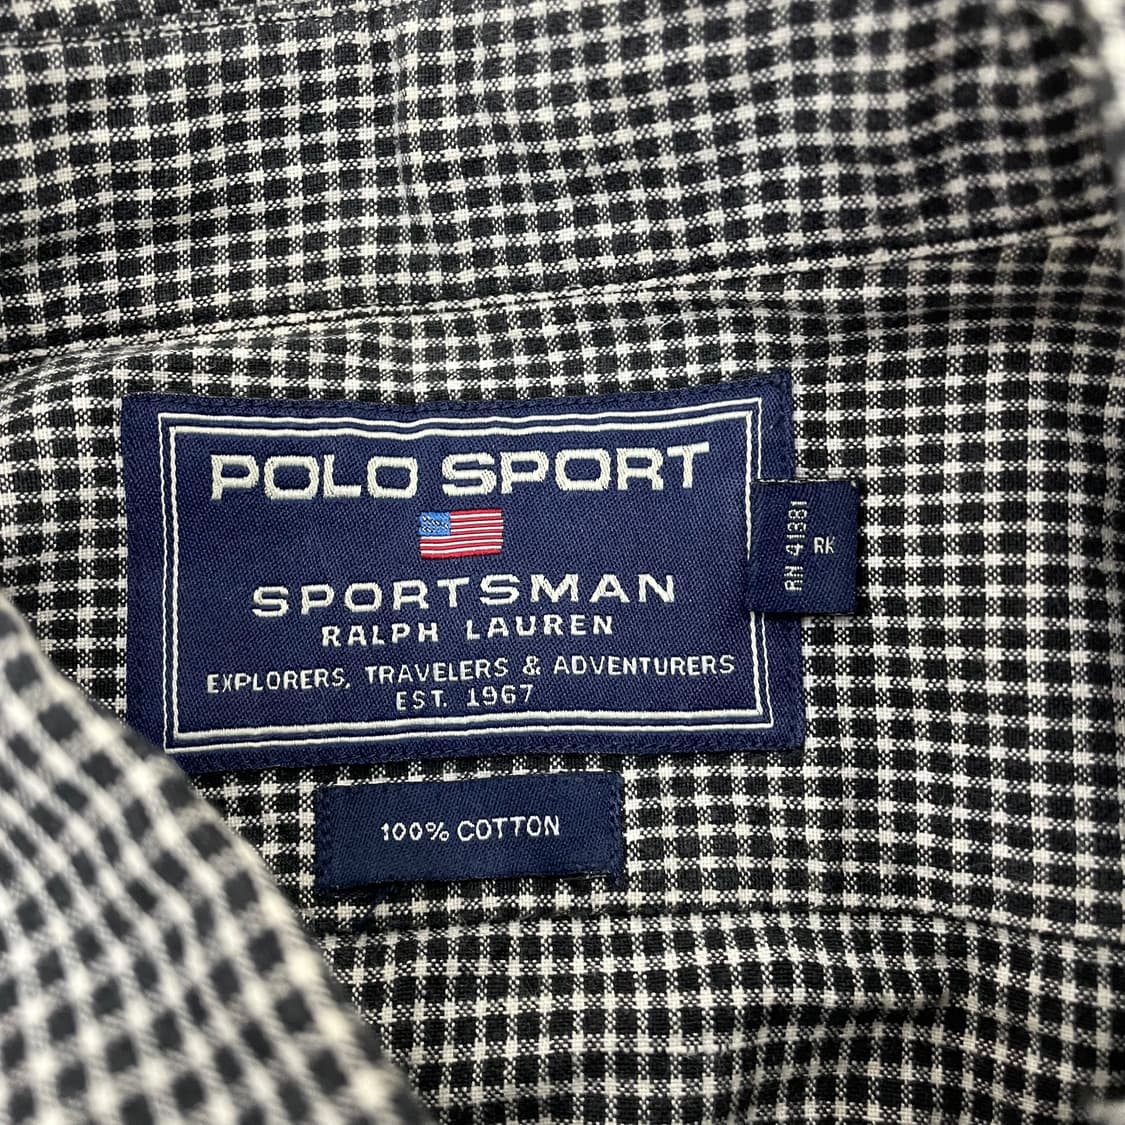 POLO SPORT
SPORTSMAN
RALPH LAUREN
EXPLORERS, TRAVELERS & ADVENTURERS
EST. 1967
RN 41381
RK
100% COTTON